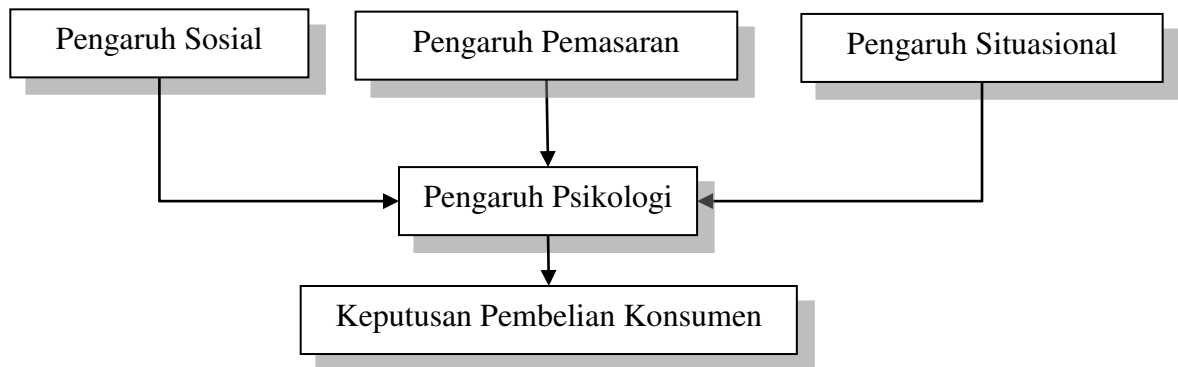 Pengaruh Sosial
Pengaruh Pemasaran
Pengaruh Situasional
Pengaruh Psikologi
Keputusan Pembelian Konsumen